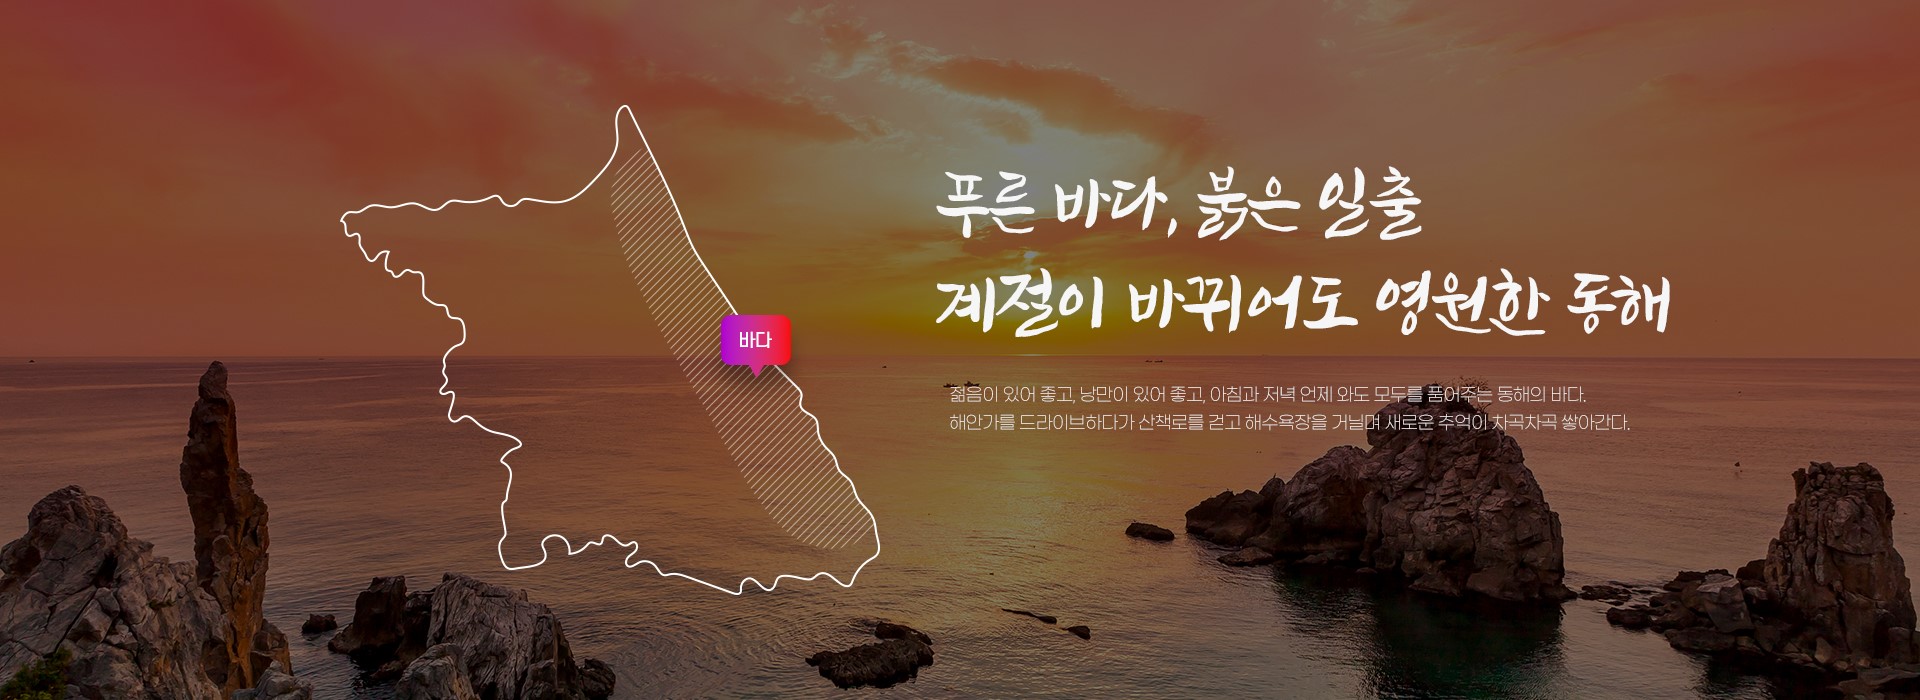 푸른 바다, 붉은 일출
계절이 바뀌어도 영원한 동해
바다
젊음이 있어 좋고, 낭만이 있어 좋고, 아침과 저녁 언제 와도 모두를 품어주는 동해의 바다.
해안가를 드라이브하다가 산책로를 걷고 해수욕장을 거닐며 새로운 추억이 차곡차곡 쌓아간다.